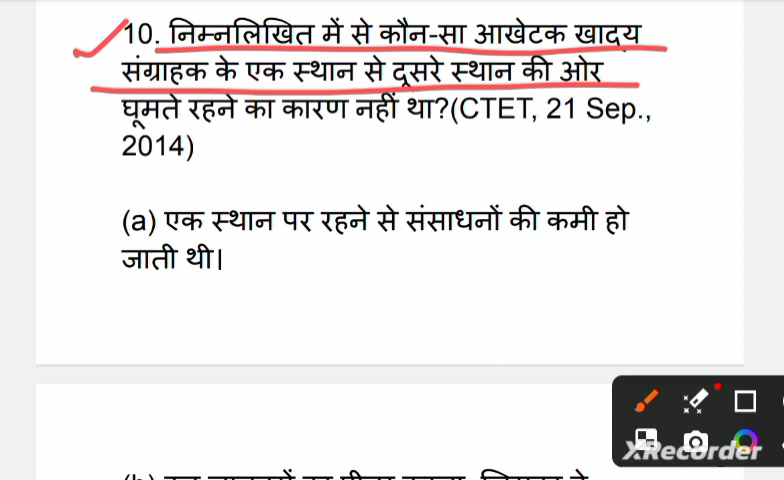 10. निम्नलिखित में से कौन-सा आखेटक खाद्य
संग्राहक के एक स्थान से दूसरे स्थान की ओर
घूमते रहने का कारण नहीं था?(CTET, 21 Sep.,
2014)
(a) एक स्थान पर रहने से संसाधनों की कमी हो
जाती थी।
XRecorder